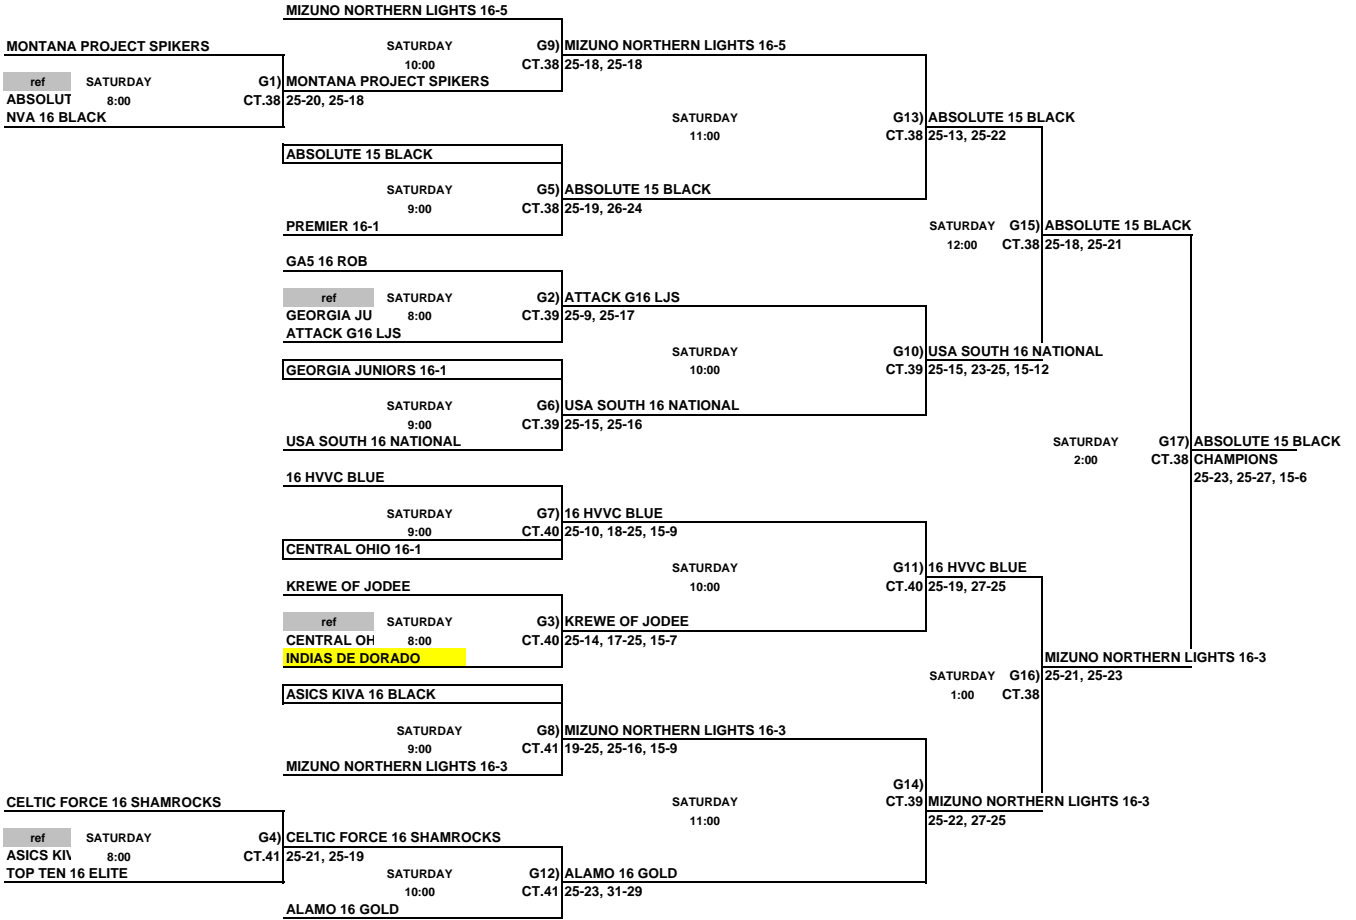 MIZUNO NORTHERN LIGHTS 16-5
MONTANA PROJECT SPIKERS
SATURDAY
G9) MIZUNO NORTHERN LIGHTS 16-5
10:00
CT.38 25-18, 25-18
ref
SATURDAY
G1) MONTANA PROJECT SPIKERS
ABSOLUT
8:00
CT.38 25-20, 25-18
NVA 16 BLACK
SATURDAY
G13) ABSOLUTE 15 BLACK
11:00
CT.38 25-13, 25-22
ABSOLUTE 15 BLACK
SATURDAY
G5) ABSOLUTE 15 BLACK
9:00
CT.38 25-19, 26-24
PREMIER 16-1
SATURDAY
G15) ABSOLUTE 15 BLACK
12:00
CT.38 25-18, 25-21
GA5 16 ROB
ref
SATURDAY
G2) ATTACK G16 LJS
GEORGIA JU
8:00
CT.39 25-9, 25-17
ATTACK G16 LJS
SATURDAY
G10) USA SOUTH 16 NATIONAL
10:00
CT.39 25-15, 23-25, 15-12
GEORGIA JUNIORS 16-1
SATURDAY
G6) USA SOUTH 16 NATIONAL
9:00
CT.39 25-15, 25-16
USA SOUTH 16 NATIONAL
SATURDAY
G17) ABSOLUTE 15 BLACK
2:00
CT.38 CHAMPIONS
25-23, 25-27, 15-6
16 HVVC BLUE
SATURDAY
G7) 16 HVVC BLUE
9:00
CT.40 25-10, 18-25, 15-9
CENTRAL OHIO 16-1
SATURDAY
G11) 16 HVVC BLUE
10:00
CT.40 25-19, 27-25
KREWE OF JODEE
ref
SATURDAY
G3) KREWE OF JODEE
CENTRAL OH
8:00
CT.40 25-14, 17-25, 15-7
INDIAS DE DORADO
MIZUNO NORTHERN LIGHTS 16-3
SATURDAY
G16) 25-21, 25-23
1:00
CT.38
ASICS KIVA 16 BLACK
SATURDAY
G8) MIZUNO NORTHERN LIGHTS 16-3
9:00
CT.41 19-25, 25-16, 15-9
MIZUNO NORTHERN LIGHTS 16-3
G14)
SATURDAY
CT.39 MIZUNO NORTHERN LIGHTS 16-3
11:00
25-22, 27-25
CELTIC FORCE 16 SHAMROCKS
ref
SATURDAY
G4) CELTIC FORCE 16 SHAMROCKS
ASICS KIV
8:00
CT.41 25-21, 25-19
TOP TEN 16 ELITE
SATURDAY
G12) ALAMO 16 GOLD
10:00
CT.41 25-23, 31-29
ALAMO 16 GOLD